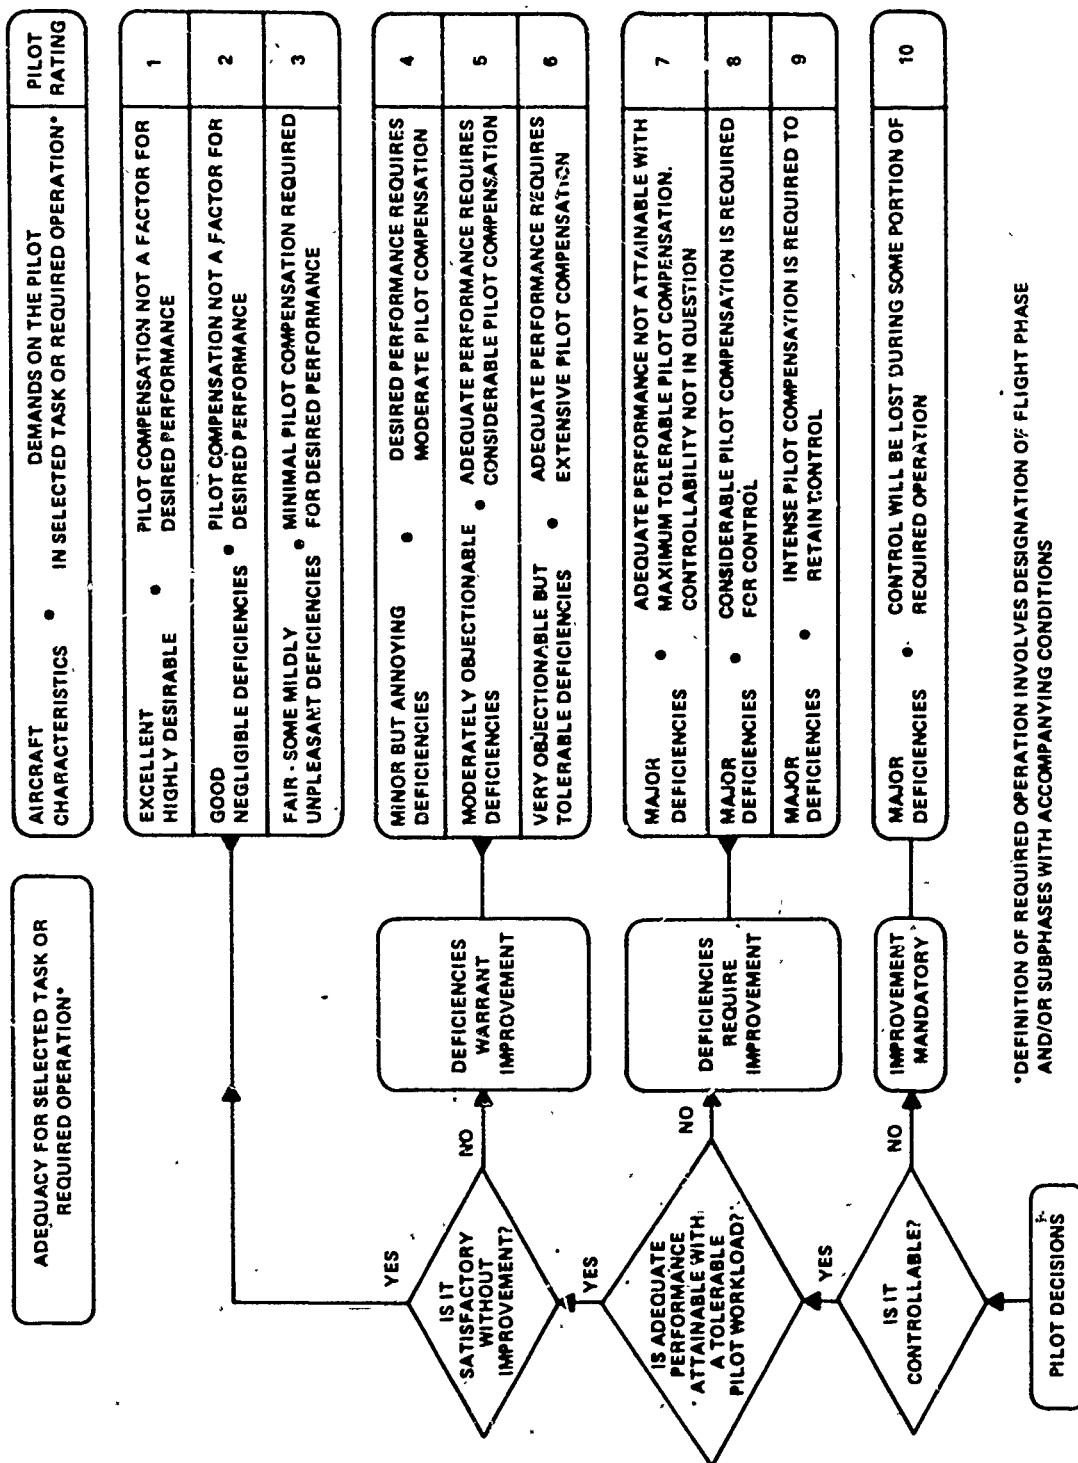 ADEQUACY FOR SELECTED TASK OR
REQUIRED OPERATION*
AIRCRAFT
CHARACTERISTICS
DEMANDS ON THE PILOT
IN SELECTED TASK OR REQUIRED OPERATION*
PILOT
RATING
EXCELLENT
HIGHLY DESIRABLE
PILOT COMPENSATION NOT A FACTOR FOR
DESIRED PERFORMANCE
1
GOOD
NEGLIGIBLE DEFICIENCIES
PILOT COMPENSATION NOT A FACTOR FOR
DESIRED PERFORMANCE
2
FAIR - SOME MILDLY
UNPLEASANT DEFICIENCIES
MINIMAL PILOT COMPENSATION REQUIRED
FOR DESIRED PERFORMANCE
3
YES
IS IT
SATISFACTORY
WITHOUT
IMPROVEMENT?
NO
DEFICIENCIES
WARRANT
IMPROVEMENT
MINOR BUT ANNOYING
DEFICIENCIES
DESIRED PERFORMANCE REQUIRES
MODERATE PILOT COMPENSATION
4
MODERATELY OBJECTIONABLE
DEFICIENCIES
ADEQUATE PERFORMANCE REQUIRES
CONSIDERABLE PILOT COMPENSATION
5
VERY OBJECTIONABLE BUT
TOLERABLE DEFICIENCIES
ADEQUATE PERFORMANCE REQUIRES
EXTENSIVE PILOT COMPENSATION
6
YES
IS ADEQUATE
PERFORMANCE
ATTAINABLE WITH
A TOLERABLE
PILOT WORKLOAD?
NO
DEFICIENCIES
REQUIRE
IMPROVEMENT
MAJOR
DEFICIENCIES
ADEQUATE PERFORMANCE NOT ATTAINABLE WITH
MAXIMUM TOLERABLE PILOT COMPENSATION.
CONTROLLABILITY NOT IN QUESTION
7
MAJOR
DEFICIENCIES
CONSIDERABLE PILOT COMPENSATION IS REQUIRED
FOR CONTROL
8
MAJOR
DEFICIENCIES
INTENSE PILOT COMPENSATION IS REQUIRED TO
RETAIN CONTROL
9
YES
IS IT
CONTROLLABLE?
NO
IMPROVEMENT
MANDATORY
MAJOR
DEFICIENCIES
CONTROL WILL BE LOST DURING SOME PORTION OF
REQUIRED OPERATION
10
PILOT DECISIONS
*DEFINITION OF REQUIRED OPERATION INVOLVES DESIGNATION OF FLIGHT PHASE
AND/OR SUBPHASES WITH ACCOMPANYING CONDITIONS